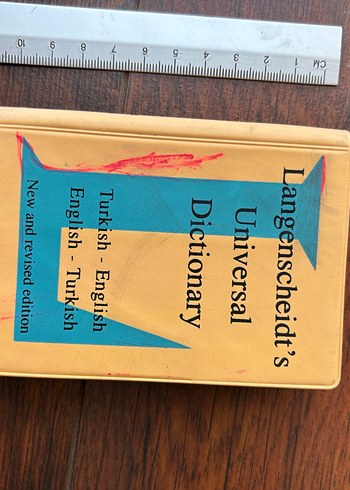 Langenscheidt's
Universal
Dictionary
Turkish - English
English - Turkish
New and revised edition
CM 1 2 3 4 5 6 7 8 9 10